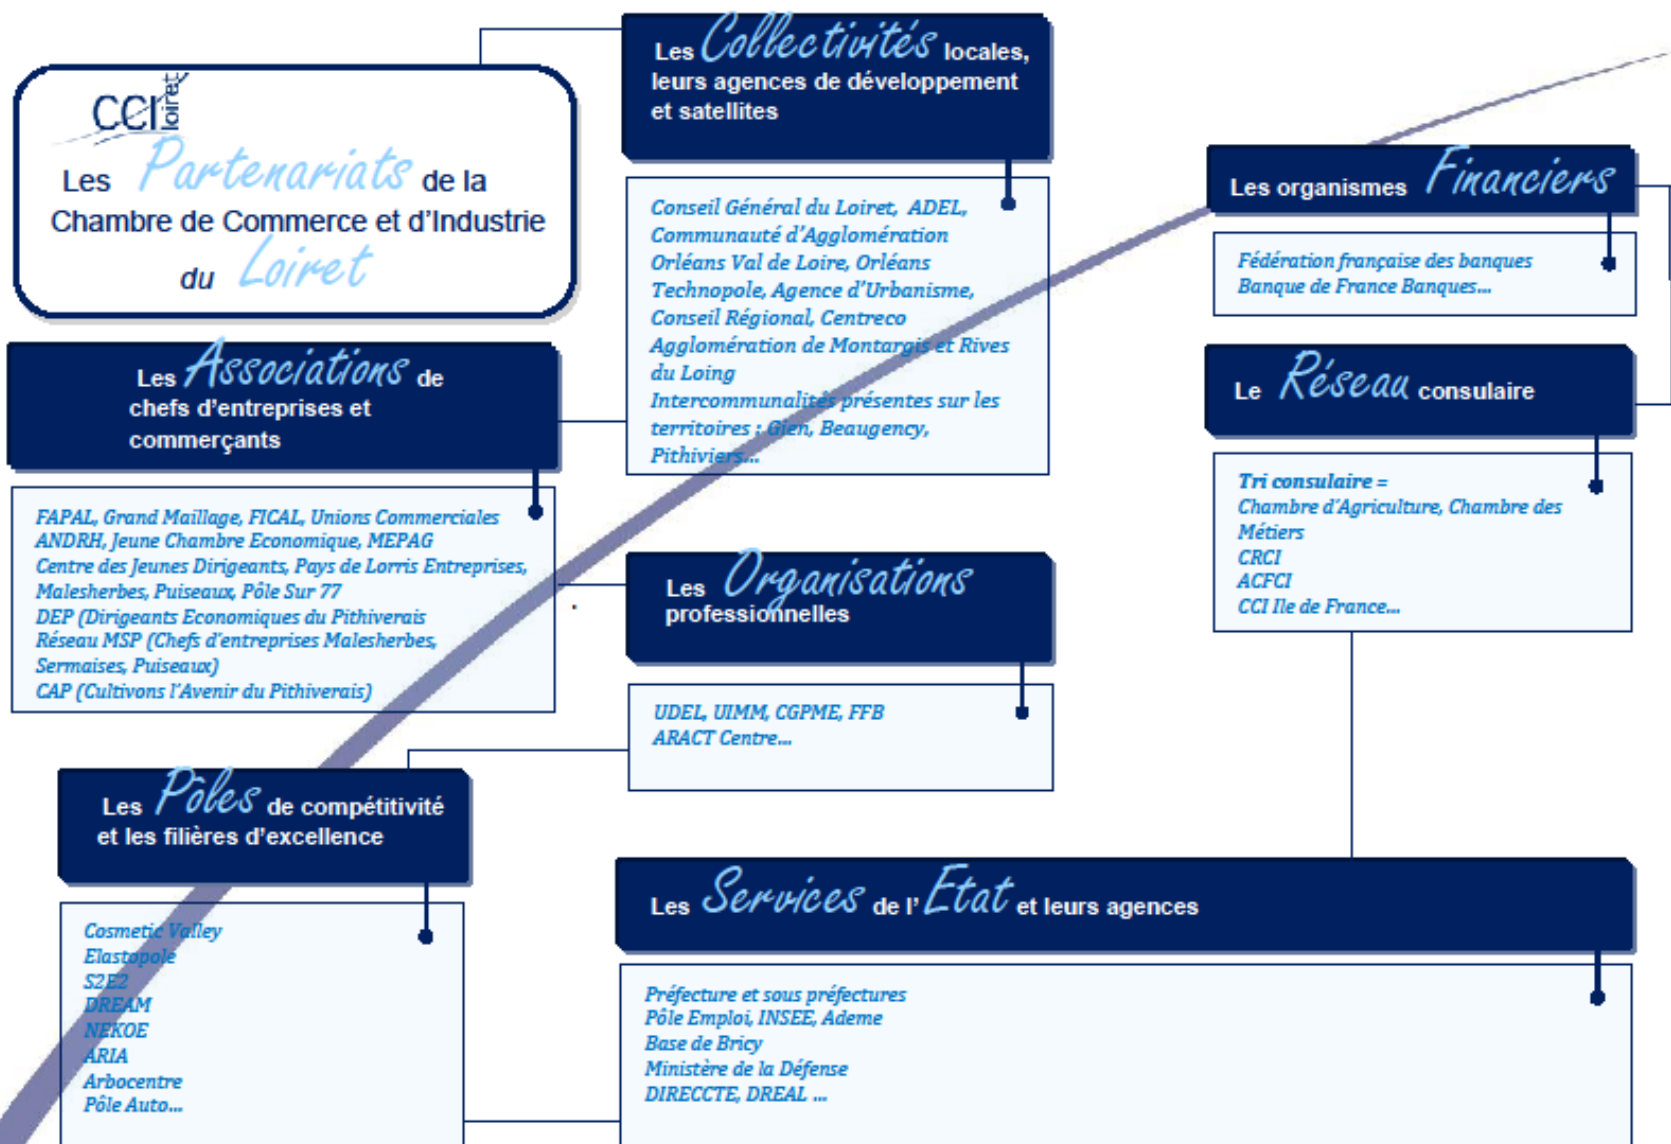 CCI loiret
Les Partenariats de la
Chambre de Commerce et d'Industrie
du Loiret
Les Collectivités locales,
leurs agences de développement
et satellites
Conseil Général du Loiret, ADEL,
Communauté d'Agglomération
Orléans Val de Loire, Orléans
Technopole, Agence d'Urbanisme,
Conseil Régional, Centreco
Agglomération de Montargis et Rives
du Loing
Intercommunalités présentes sur les
territoires ; Gien, Beaugency,
Pithiviers...
Les organismes Financiers
Fédération française des banques
Banque de France Banques...
Les Associations de
chefs d'entreprises et
commerçants
FAPAL, Grand Maillage, FICAL, Unions Commerciales
ANDRH, Jeune Chambre Economique, MEPAG
Centre des Jeunes Dirigeants, Pays de Lorris Entreprises,
Malesherbes, Puiseaux, Pôle Sur 77
DEP (Dirigeants Economiques du Pithiverais
Réseau MSP (Chefs d'entreprises Malesherbes,
Sermaises, Puiseaux)
CAP (Cultivons l'Avenir du Pithiverais)
Le Réseau consulaire
Tri consulaire =
Chambre d'Agriculture, Chambre des
Métiers
CRCI
ACFCI
CCI Ile de France...
Les Organisations
professionnelles
UDEL, UIMM, CGPME, FFB
ARACT Centre...
Les Pôles de compétitivité
et les filières d'excellence
Cosmetic Valley
Elastopole
S2E2
DREAM
NEKOE
ARIA
Arbocentre
Pôle Auto...
Les Services de l'Etat et leurs agences
Préfecture et sous préfectures
Pôle Emploi, INSEE, Ademe
Base de Bricy
Ministère de la Défense
DIRECCTE, DREAL ...